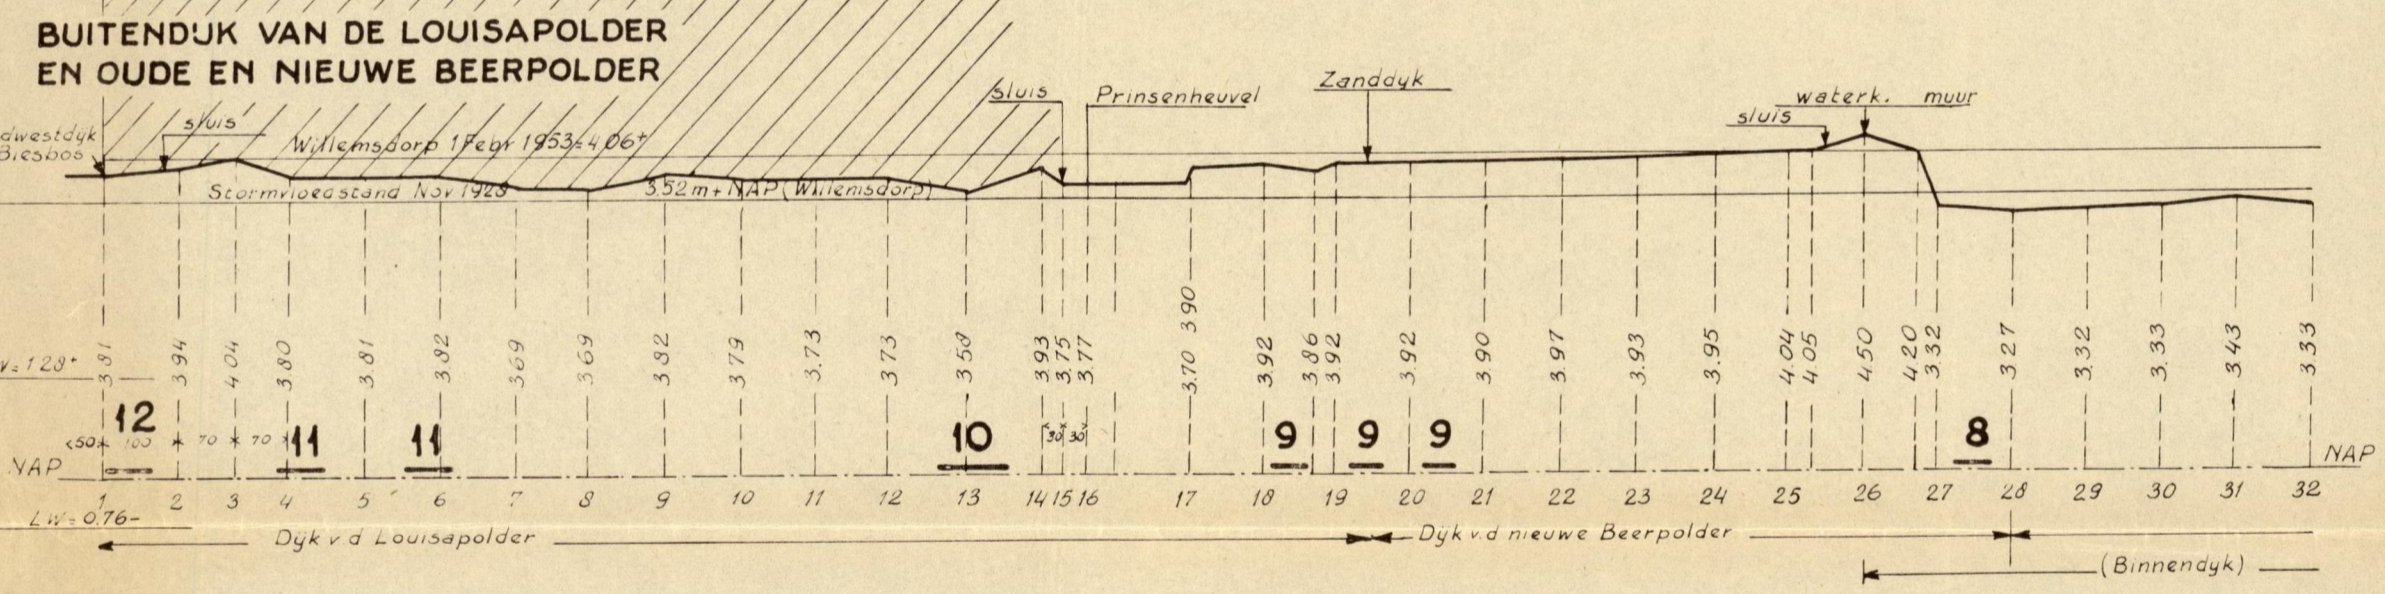 BUITENDIJK VAN DE LOUISAPOLDER
EN OUDE EN NIEUWE BEERPOLDER
dwestdijk
Biesbos
sluis
Willemsdorp 1 Febr 1953=4.06+
Stormvloedstand Nov 1928 3.52 m + NAP (Willemsdorp)
sluis
Prinsenheuvel
Zanddyk
sluis
waterk. muur
3.81 3.94 4.04 3.80 3.81 3.82 3.69 3.69 3.82 3.79 3.73 3.73 3.58 3.93 3.75 3.77 3.70 3.90 3.92 3.86 3.92 3.92 3.90 3.97 3.93 3.95 4.04 4.05 4.50 4.20 3.32 3.27 3.32 3.33 3.43 3.33
=128+
12 11 11 10 9 9 9 8
50 100 70 70 30 30
NAP NAP
1 2 3 4 5 6 7 8 9 10 11 12 13 14 15 16 17 18 19 20 21 22 23 24 25 26 27 28 29 30 31 32
LW=0.76-
Dijk v d Louisapolder Dijk v.d nieuwe Beerpolder
(Binnendyk)